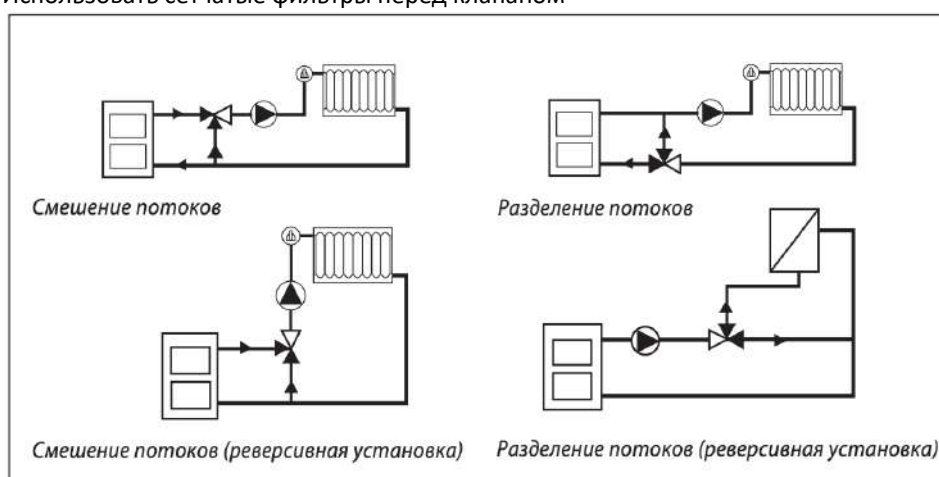 Использовать сетчатые фильтры перед клапаном
Смешение потоков
Разделение потоков
Смешение потоков (реверсивная установка)
Разделение потоков (реверсивная установка)